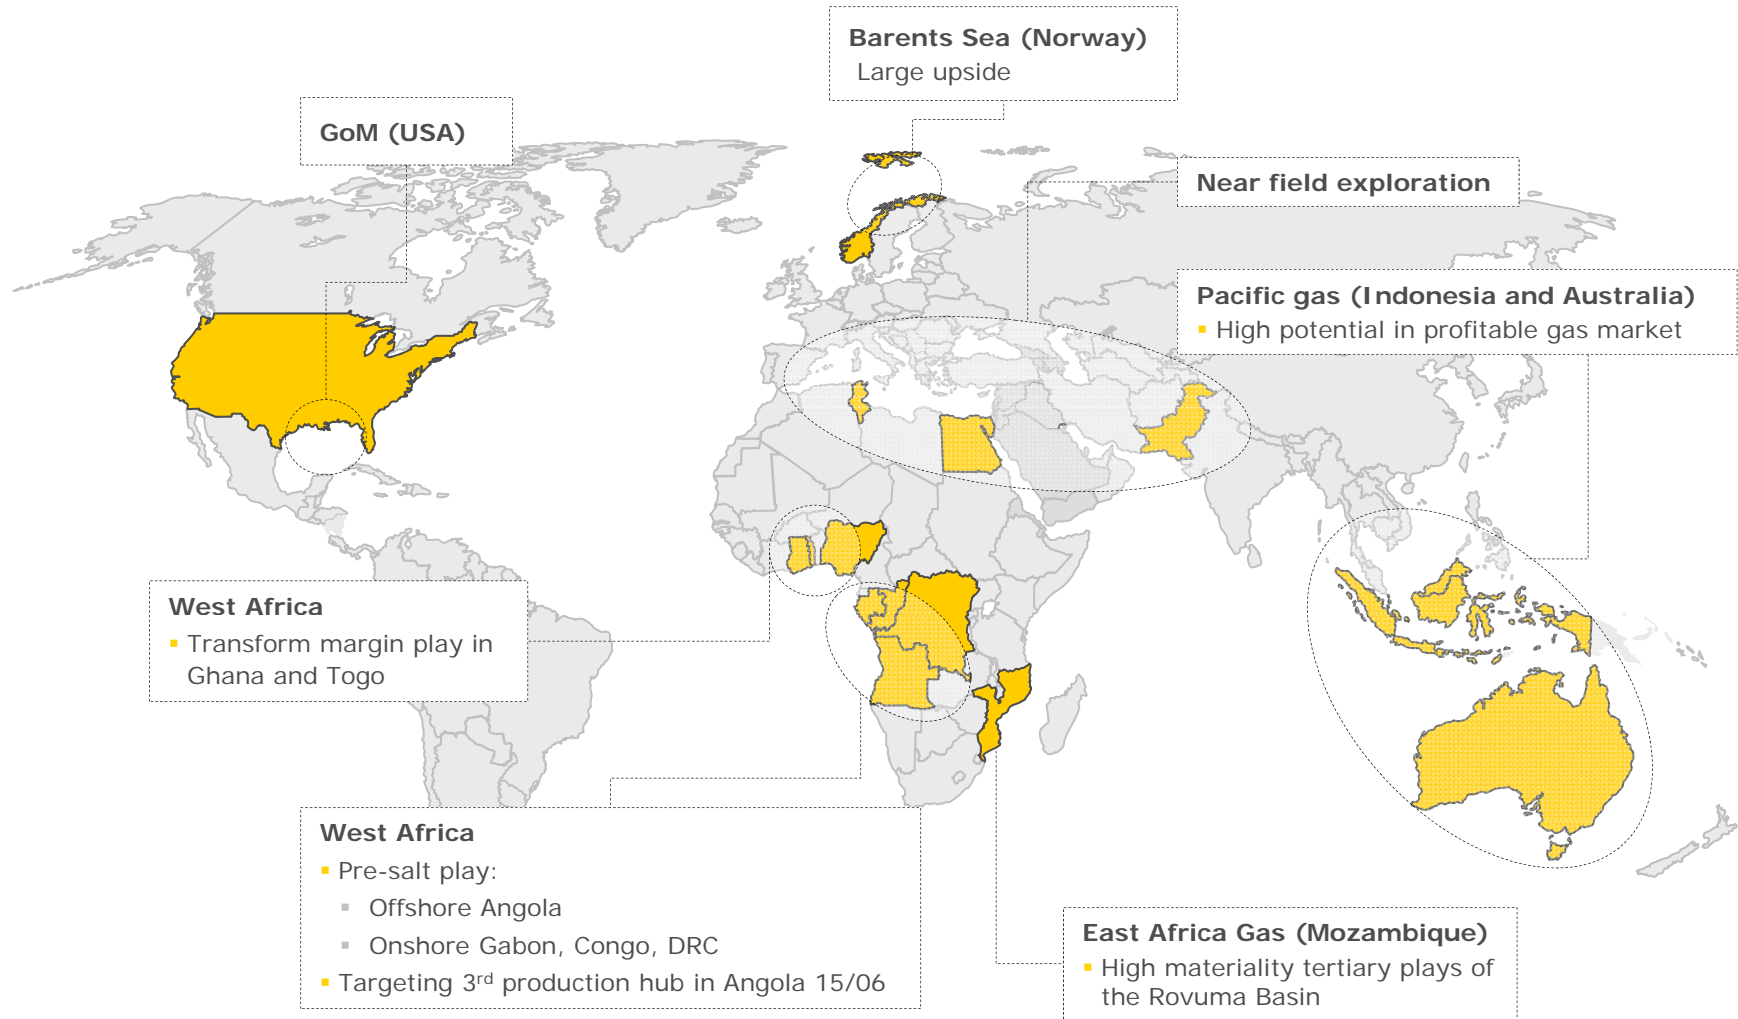 Barents Sea (Norway)
Large upside
GoM (USA)
Near field exploration
Pacific gas (Indonesia and Australia)
▪ High potential in profitable gas market
West Africa
▪ Transform margin play in
Ghana and Togo
West Africa
▪ Pre-salt play:
▪ Offshore Angola
▪ Onshore Gabon, Congo, DRC
▪ Targeting 3rd production hub in Angola 15/06
East Africa Gas (Mozambique)
▪ High materiality tertiary plays of
the Rovuma Basin